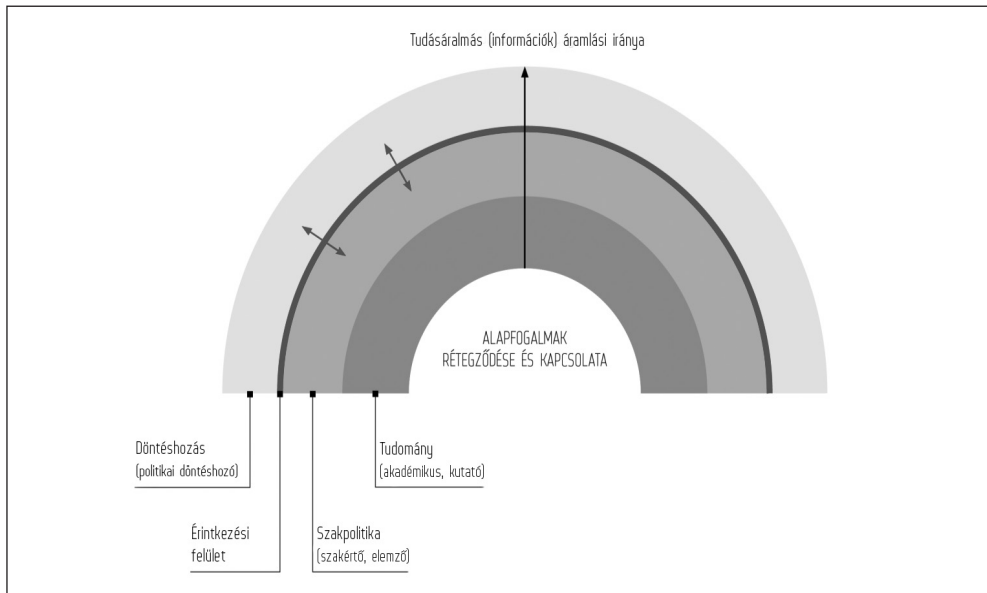 Tudásáralmás (információk) áramlási iránya
ALAPFOGALMAK
RÉTEGZŐDÉSE ÉS KAPCSOLATA
Döntéshozás
(politikai döntéshozó)
Tudomány
(akadémikus, kutató)
Érintkezési
felület
Szakpolitika
(szakértő, elemző)